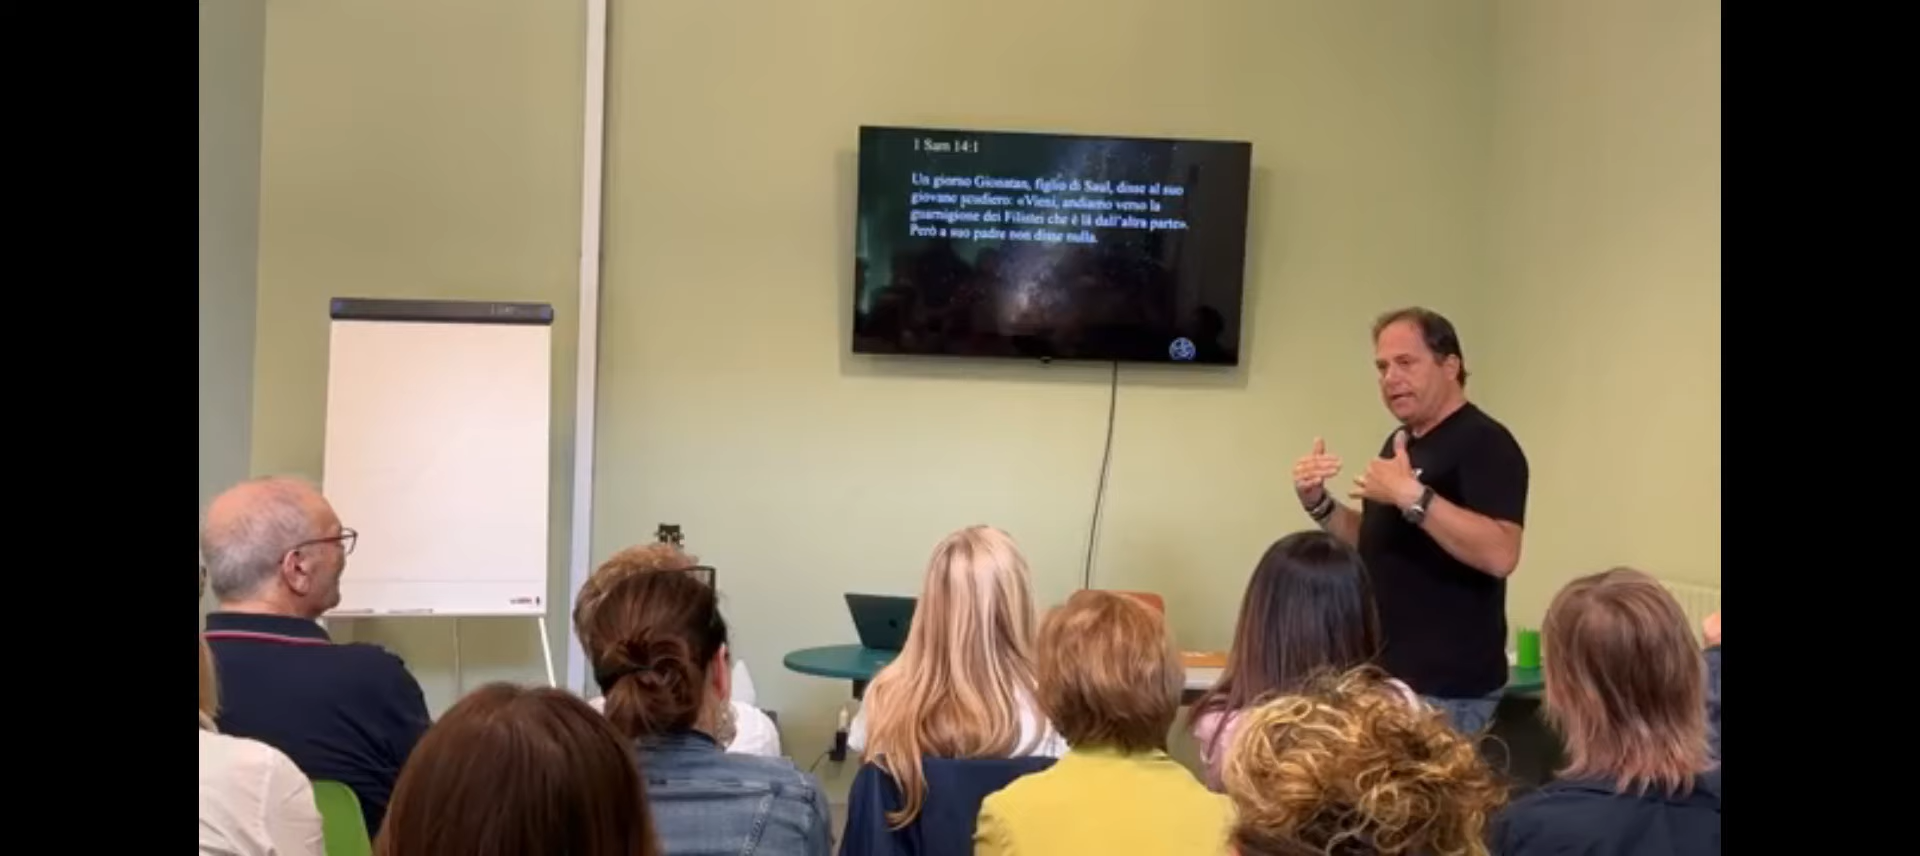 1 Sam 14:1
Un giorno Gionatan, figlio di Saul, disse al suo
giovane scudiero: «Vieni, andiamo verso la
guarnigione dei Filistei che è là dall'altra parte».
Però a suo padre non disse nulla.